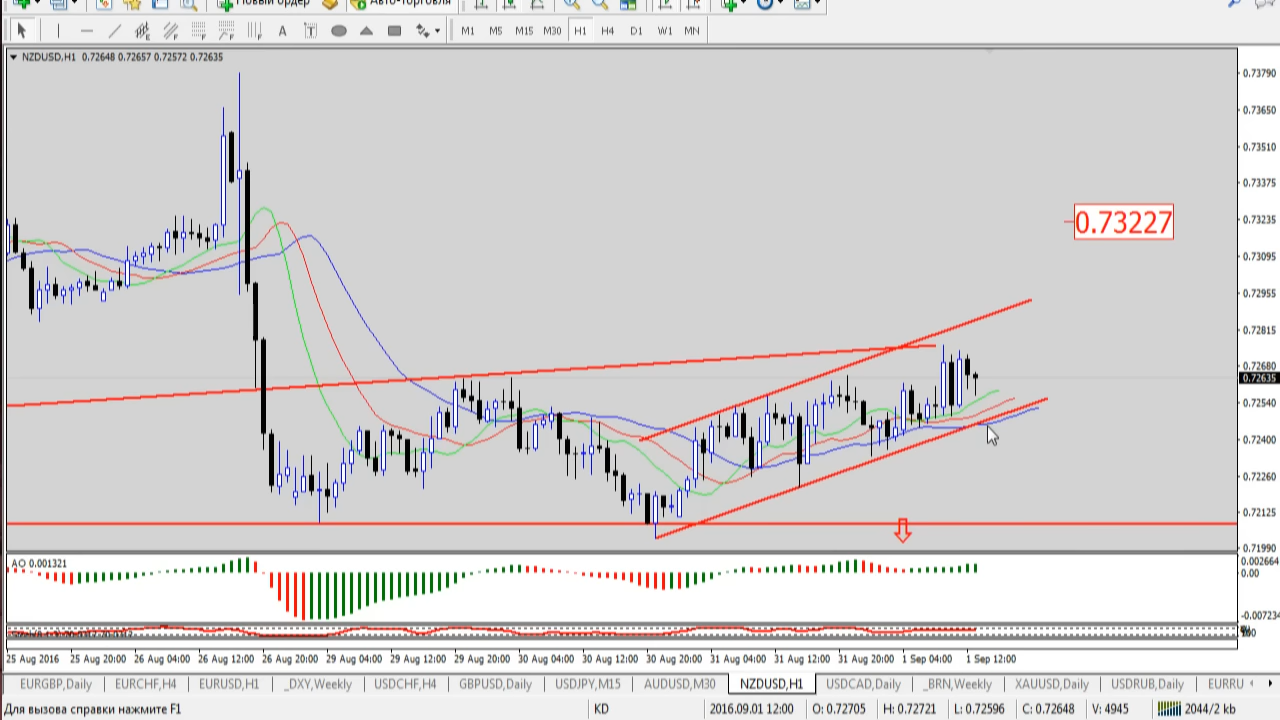 Новый ордер Авто-торговля
A T M1 M5 M15 M30 H1 H4 D1 W1 MN
NZDUSD,H1 0.72648 0.72657 0.72572 0.72635
0.73790
0.73650
0.73510
0.73375
0.73235
0.73227
0.73095
0.72955
0.72815
0.72680
0.72635
0.72540
0.72400
0.72260
0.72125
0.71990
AO 0.001321
0.002664
0.00
-0.007234
25 Aug 2016 25 Aug 20:00 26 Aug 04:00 26 Aug 12:00 26 Aug 20:00 29 Aug 04:00 29 Aug 12:00 29 Aug 20:00 30 Aug 04:00 30 Aug 12:00 30 Aug 20:00 31 Aug 04:00 31 Aug 12:00 31 Aug 20:00 1 Sep 04:00 1 Sep 12:00
EURGBP,Daily EURCHF,H4 EURUSD,H1 _DXY,Weekly USDCHF,H4 GBPUSD,Daily USDJPY,M15 AUDUSD,M30 NZDUSD,H1 USDCAD,Daily _BRN,Weekly XAUUSD,Daily USDRUB,Daily EURRU
Для вызова справки нажмите F1 KD 2016.09.01 12:00 O: 0.72705 H: 0.72721 L: 0.72596 C: 0.72648 V: 4945 2044/2 kb